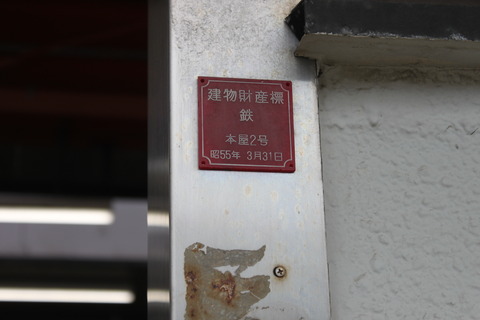 建物財産標
鉄
本屋2号
昭55年 3月31日